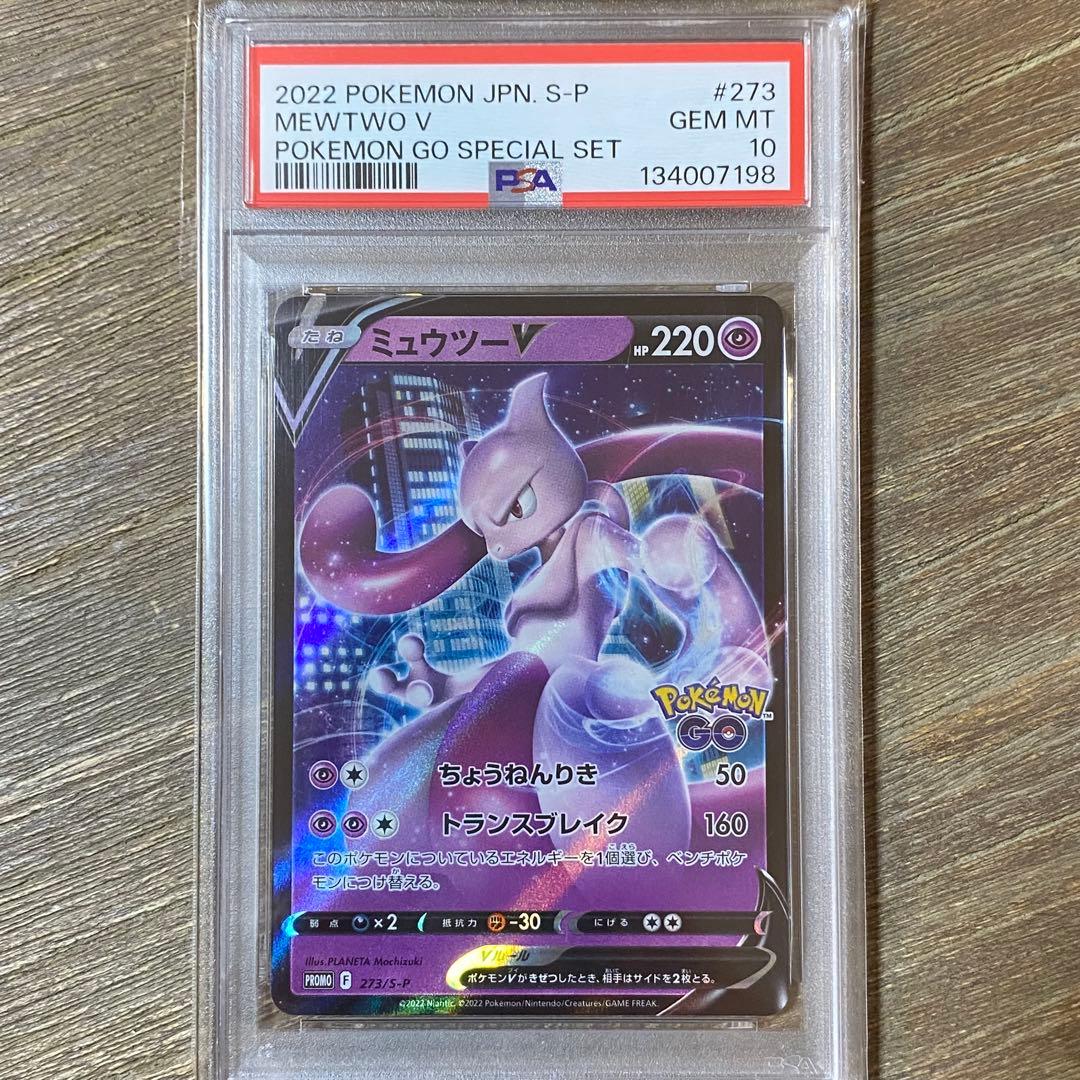 2022 POKEMON JPN. S-P #273
MEWTWO V GEM MT
POKEMON GO SPECIAL SET 10
PSA 134007198
たね ミュウツーV HP 220
Pokémon
GO
™
ちょうねんりき 50
トランスブレイク 160
このポケモンについているエネルギーを1個選び、ベンチポケ
モンにつけ替える。
弱点 ×2 抵抗力 -30 にげる
Illus. PLANETA Mochizuki
Vルール
ポケモンVがきぜつしたとき、相手はサイドを2枚とる。
PROMO F 273/S-P
©2022 Niantic. ©2022 Pokémon/Nintendo/Creatures/GAME FREAK.